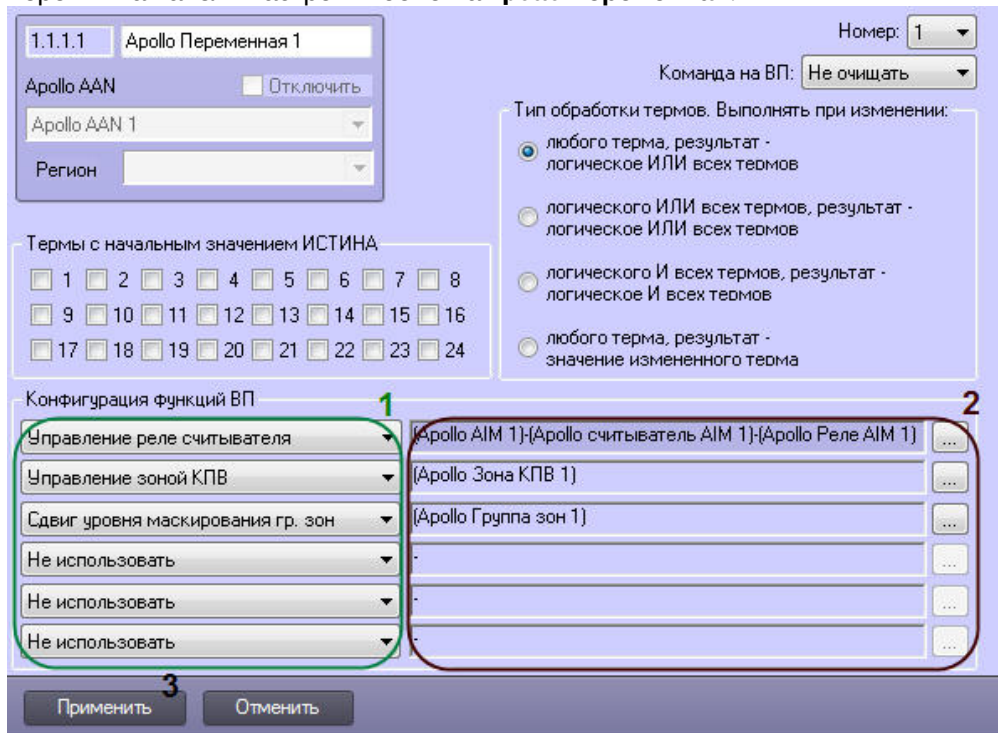 1.1.1.1 Apollo Переменная 1
Номер: 1
Команда на ВП: Не очищать
Apollo AAN Отключить
Apollo AAN 1
Регион
Тип обработки термов. Выполнять при изменении:
любого терма, результат -
логическое ИЛИ всех термов
логического ИЛИ всех термов, результат -
логическое ИЛИ всех термов
логического И всех термов, результат -
логическое И всех термов
любого терма, результат -
значение измененного терма
Термы с начальным значением ИСТИНА
1 2 3 4 5 6 7 8
9 10 11 12 13 14 15 16
17 18 19 20 21 22 23 24
Конфигурация функций ВП
1
2
Управление реле считывателя (Apollo AIM 1)-(Apollo считыватель AIM 1)-(Apollo Реле AIM 1) ...
Управление зоной КПВ (Apollo Зона КПВ 1) ...
Сдвиг уровня маскирования гр. зон (Apollo Группа зон 1) ...
Не использовать - ...
Не использовать - ...
Не использовать - ...
3
Применить Отменить